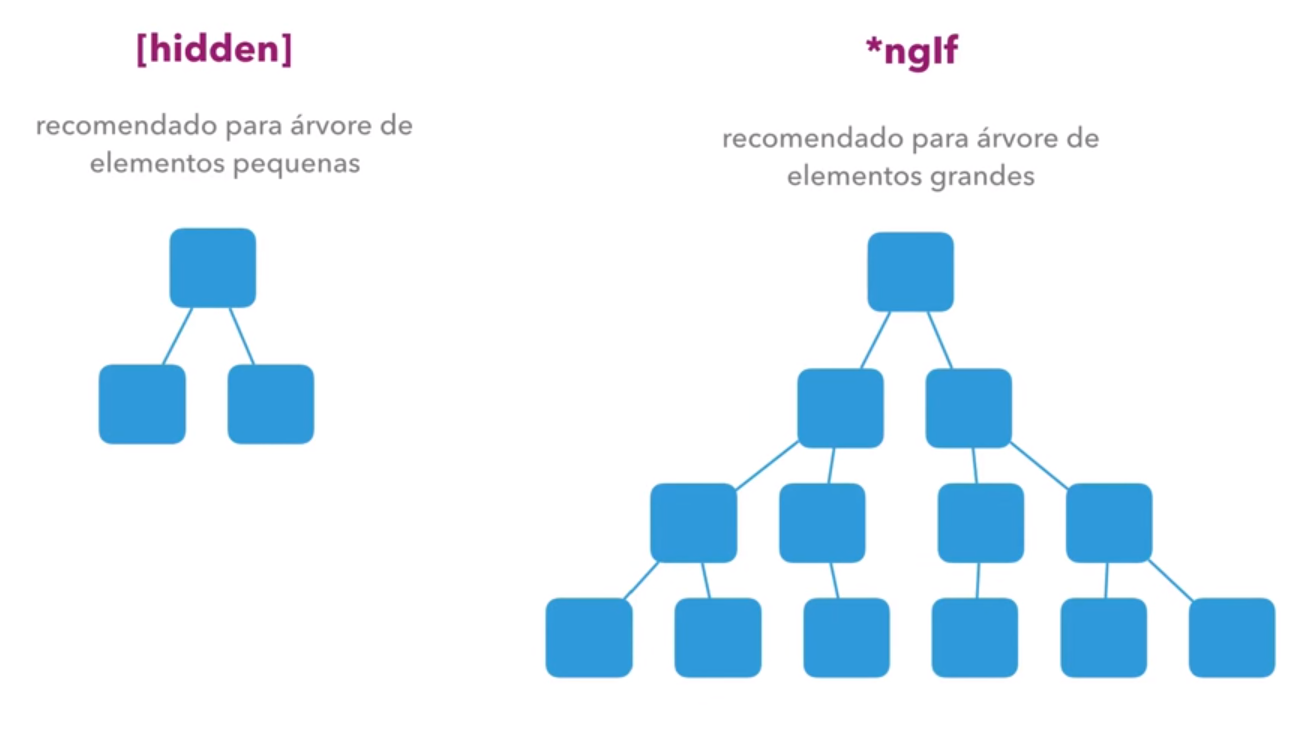 [hidden]
recomendado para árvore de
elementos pequenas
*ngIf
recomendado para árvore de
elementos grandes